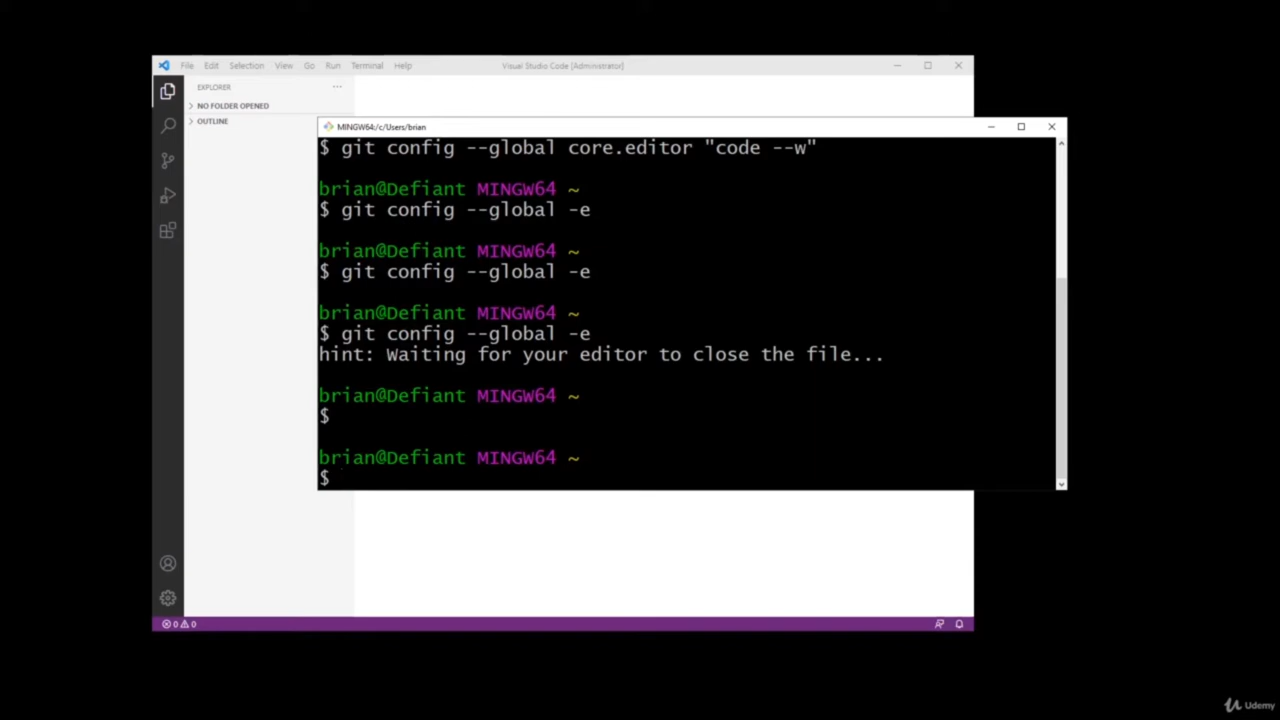 File Edit Selection View Go Run Terminal Help Visual Studio Code [Administrator]
EXPLORER ...
NO FOLDER OPENED
OUTLINE
MINGW64:/c/Users/brian
$ git config --global core.editor "code --w"
brian@Defiant MINGW64 ~
$ git config --global -e
brian@Defiant MINGW64 ~
$ git config --global -e
brian@Defiant MINGW64 ~
$ git config --global -e
hint: Waiting for your editor to close the file...
brian@Defiant MINGW64 ~
$
brian@Defiant MINGW64 ~
$
0 0
Udemy